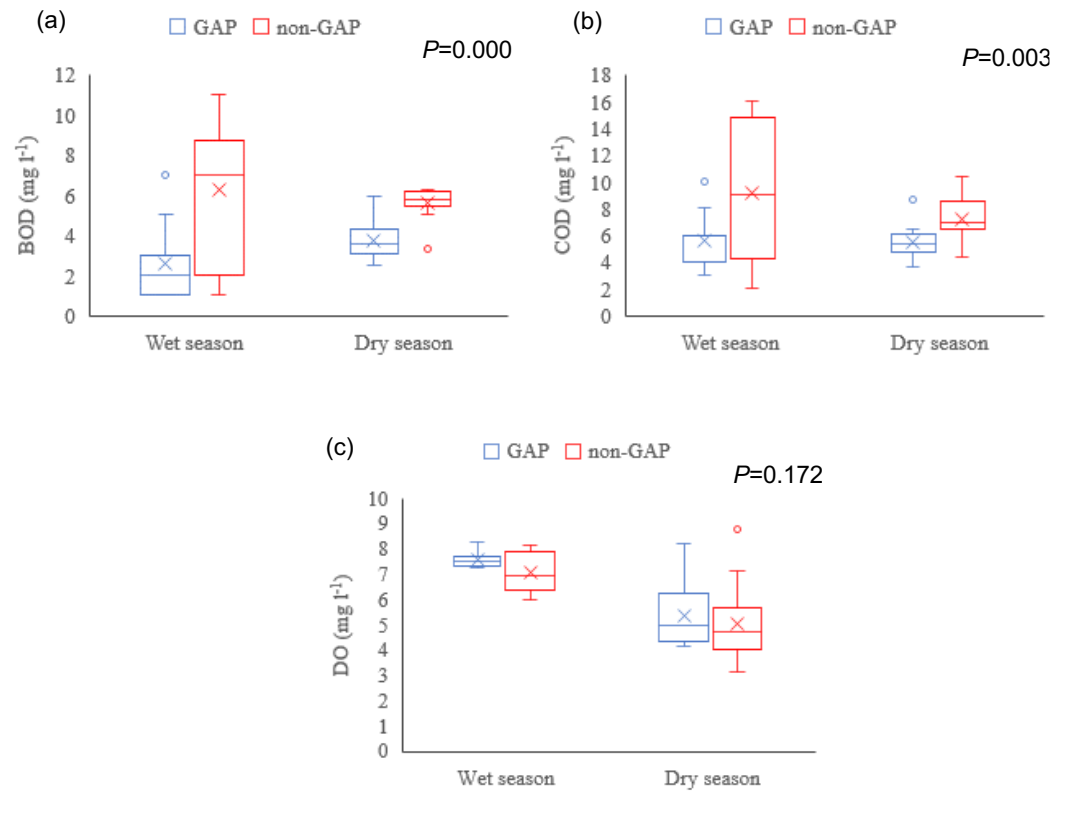 (a)
GAP non-GAP
P=0.000
12
10
8
6
4
2
0
BOD (mg l-1)
Wet season Dry season
(b)
GAP non-GAP
P=0.003
18
16
14
12
10
8
6
4
2
0
COD (mg l-1)
Wet season Dry season
(c)
GAP non-GAP
P=0.172
10
9
8
7
6
5
4
3
2
1
0
DO (mg l-1)
Wet season Dry season